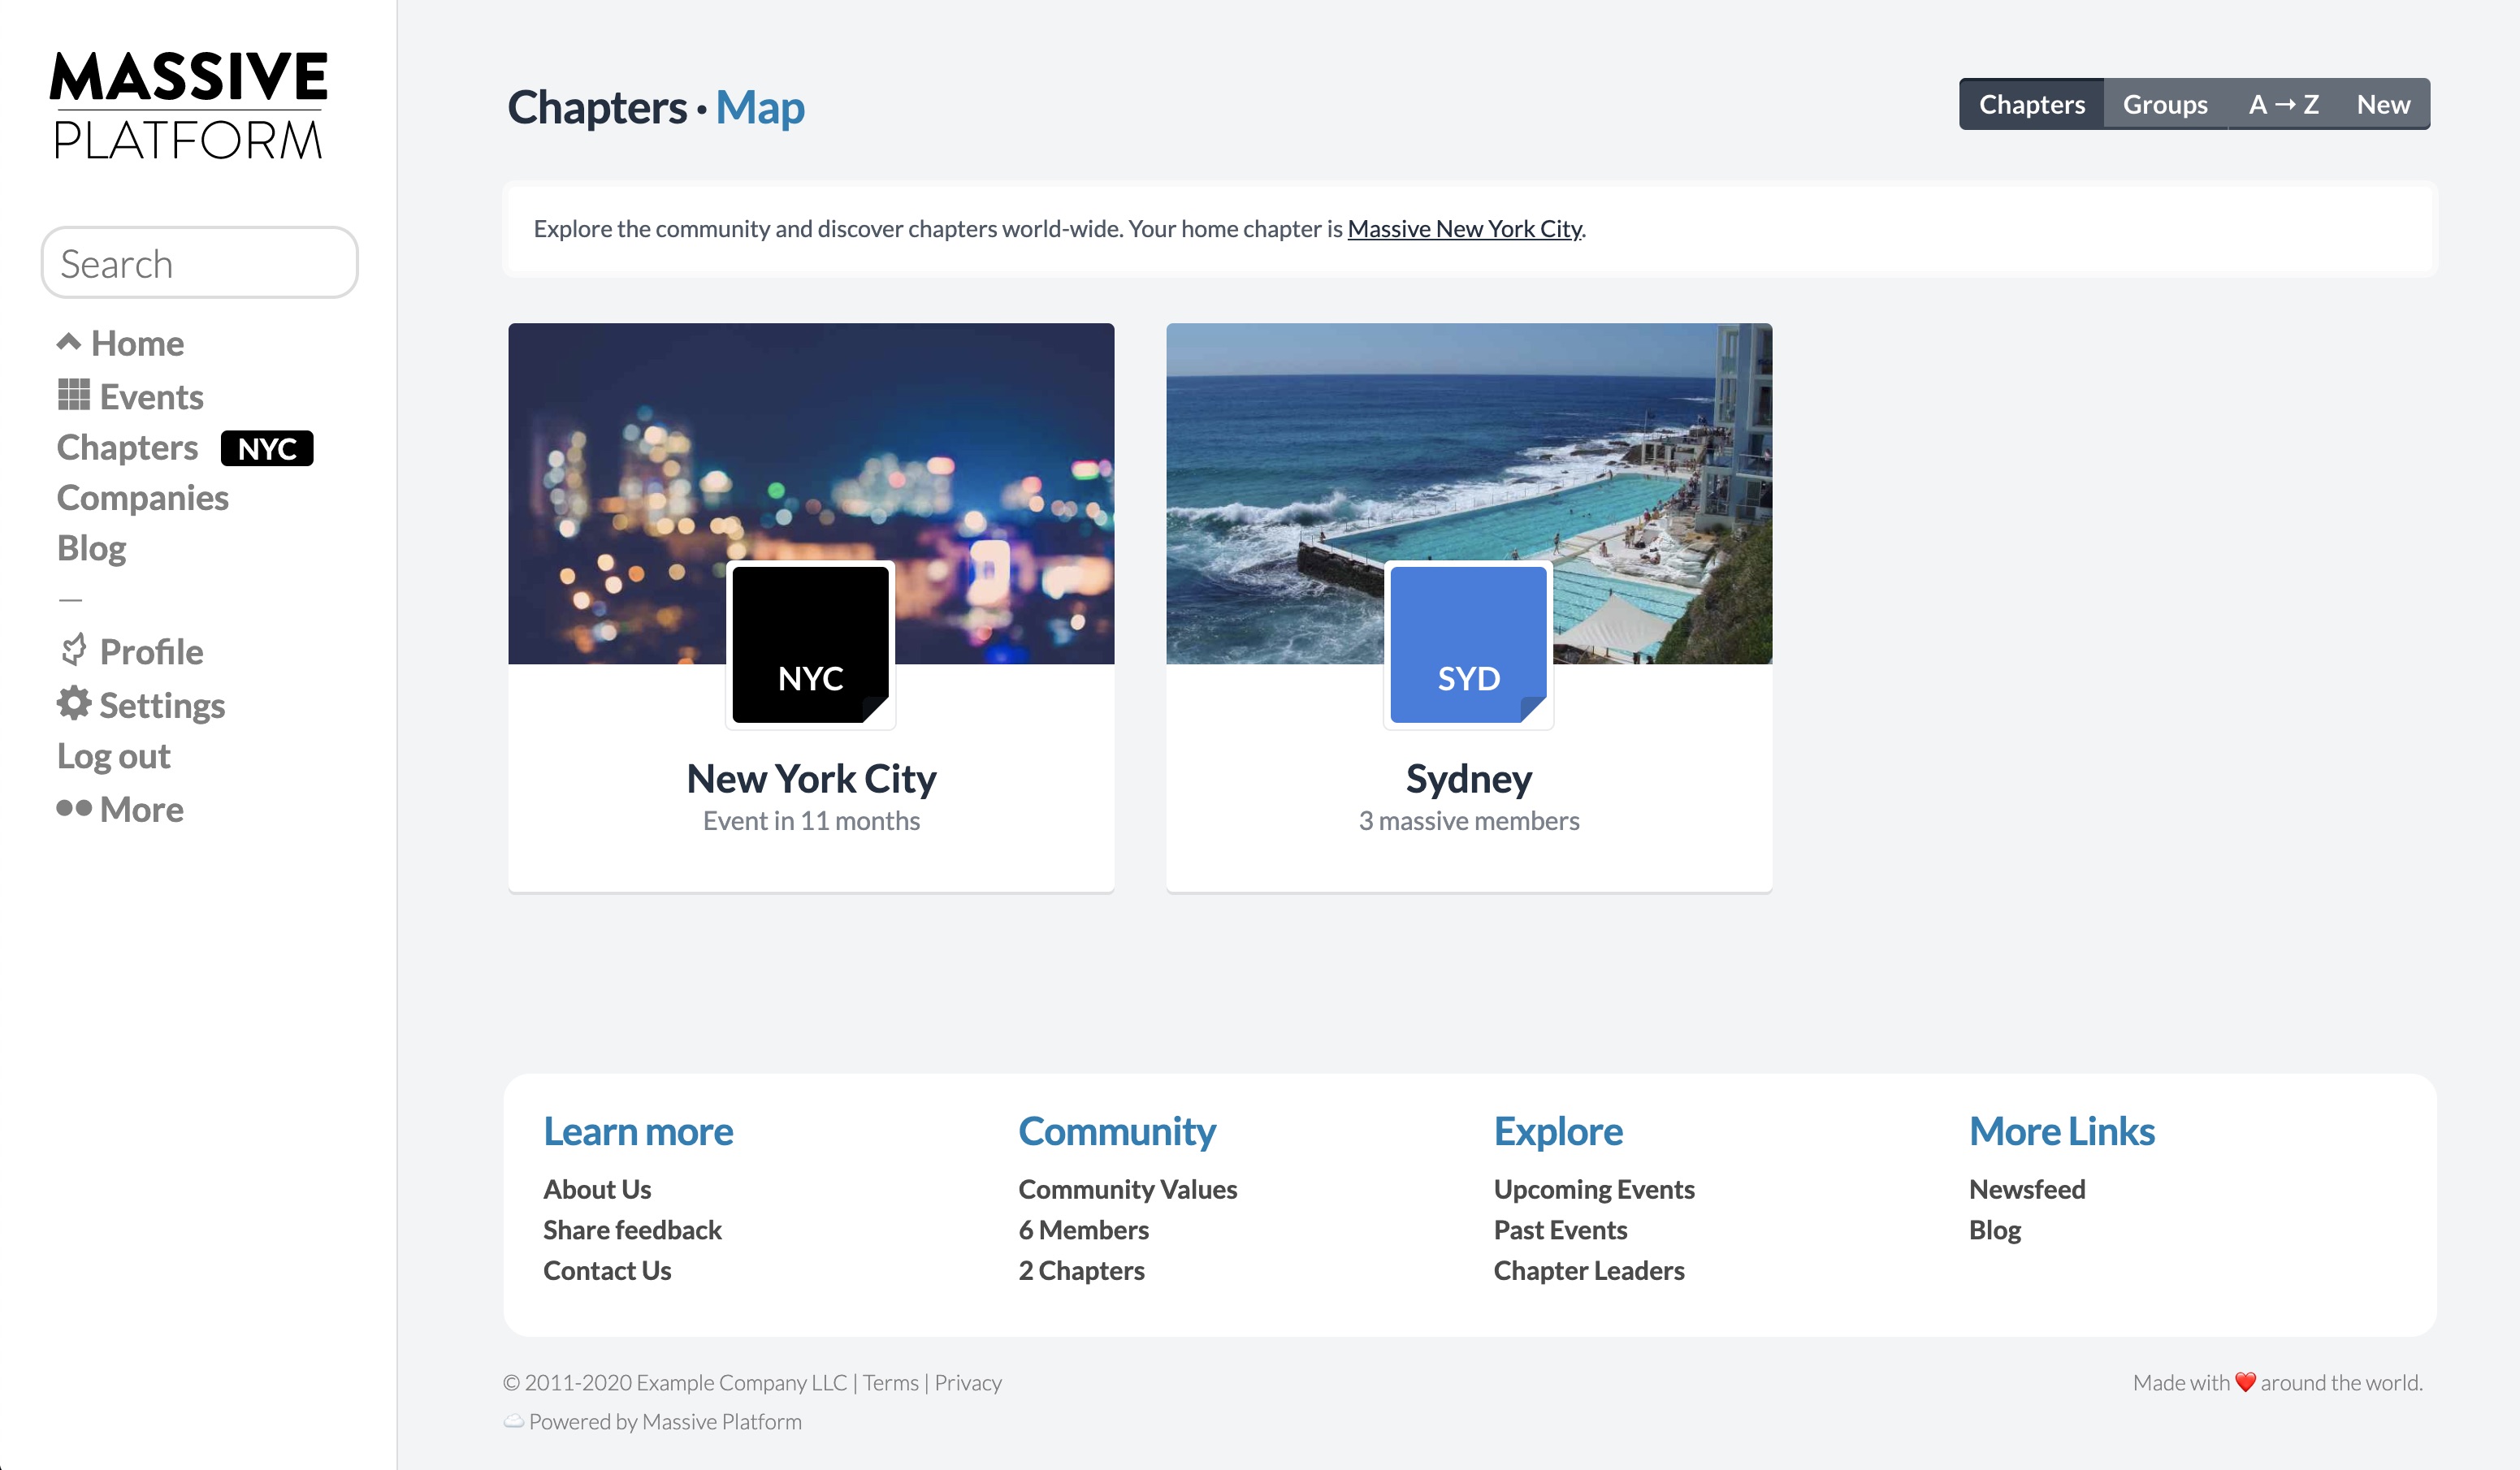 MASSIVE
PLATFORM
Search
Home
Events
Chapters NYC
Companies
Blog
—
Profile
Settings
Log out
More
Chapters · Map
Chapters Groups A → Z New
Explore the community and discover chapters world-wide. Your home chapter is Massive New York City.
NYC
New York City
Event in 11 months
SYD
Sydney
3 massive members
Learn more
About Us
Share feedback
Contact Us
Community
Community Values
6 Members
2 Chapters
Explore
Upcoming Events
Past Events
Chapter Leaders
More Links
Newsfeed
Blog
© 2011-2020 Example Company LLC | Terms | Privacy
☁️ Powered by Massive Platform
Made with ❤️ around the world.